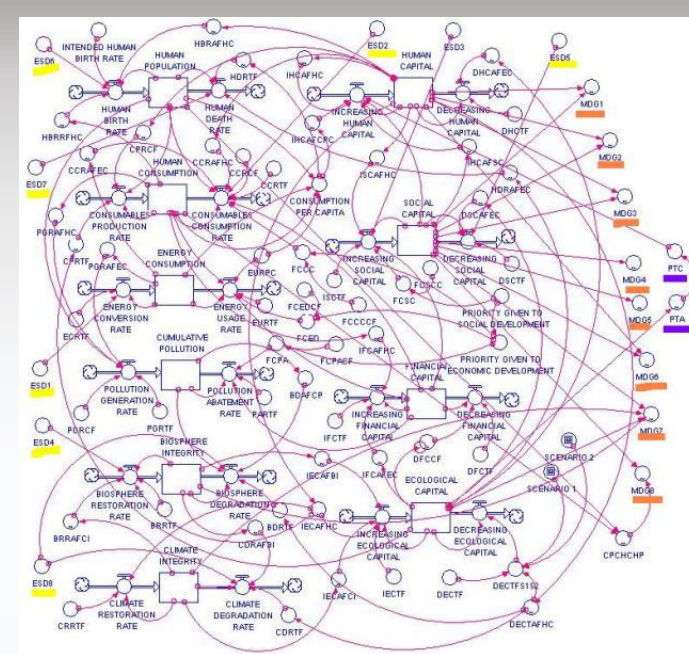 ESD6
INTENDED HUMAN
BIRTH RATE
HUMAN
POPULATION
HBRAFHC
HDRTF
HUMAN
BIRTH
RATE
HUMAN
DEATH
RATE
HBRRFHC
CPRCF
ESD2
ESD3
ESD5
HUMAN
CAPITAL
IHCAFHC
DHCAFEC
INCREASING
HUMAN
CAPITAL
DECREASING
HUMAN
CAPITAL
DHCTF
IHCAFCRC
IHCAFSC
ISCAFHC
HDRAFEC
MDG1
MDG2
MDG3
MDG4
MDG5
MDG6
MDG7
MDG8
PTC
PTA
ESD7
CCRAFEC
HUMAN
CONSUMPTION
CCRAFHC
CCRCF
CCRTF
CONSUMABLES
PRODUCTION
RATE
CONSUMABLES
CONSUMPTION
RATE
CONSUMPTION
PER CAPITA
PGRAFHC
CPRTF
PGRAFEC
SOCIAL
CAPITAL
DSCAFEC
INCREASING
SOCIAL
CAPITAL
DECREASING
SOCIAL
CAPITAL
DSCTF
ISCTF
FCSCC
FCSC
FCCC
FCEDCF
FCCCCF
FCED
PRIORITY GIVEN TO
SOCIAL DEVELOPMENT
PRIORITY GIVEN TO
ECONOMIC DEVELOPMENT
ENERGY
CONSUMPTION
EURPC
ENERGY
CONVERSION
RATE
ENERGY
USAGE
RATE
EURTF
ECRTF
CUMULATIVE
POLLUTION
FCPA
FCPACF
IFCAFHC
ESD1
POLLUTION
GENERATION
RATE
POLLUTION
ABATEMENT
RATE
PGRCF
PGRTF
PARTF
BDAFCP
FINANCIAL
CAPITAL
INCREASING
FINANCIAL
CAPITAL
DECREASING
FINANCIAL
CAPITAL
IFCTF
DFCCF
DFCTF
IFCAFEC
ESD4
BIOSPHERE
INTEGRITY
IECAFBI
BIOSPHERE
RESTORATION
RATE
BIOSPHERE
DEGRADATION
RATE
IECAFHC
BRRAFCI
BRRTF
BDRTF
CDRAFBI
ECOLOGICAL
CAPITAL
INCREASING
ECOLOGICAL
CAPITAL
DECREASING
ECOLOGICAL
CAPITAL
SCENARIO 2
SCENARIO 1
CPCHCHP
ESD8
CLIMATE
INTEGRITY
CLIMATE
RESTORATION
RATE
CLIMATE
DEGRADATION
RATE
CRRTF
CDRTF
IECAFCI
IECTF
DECTF
DECTFS1S2
DECTAFHC